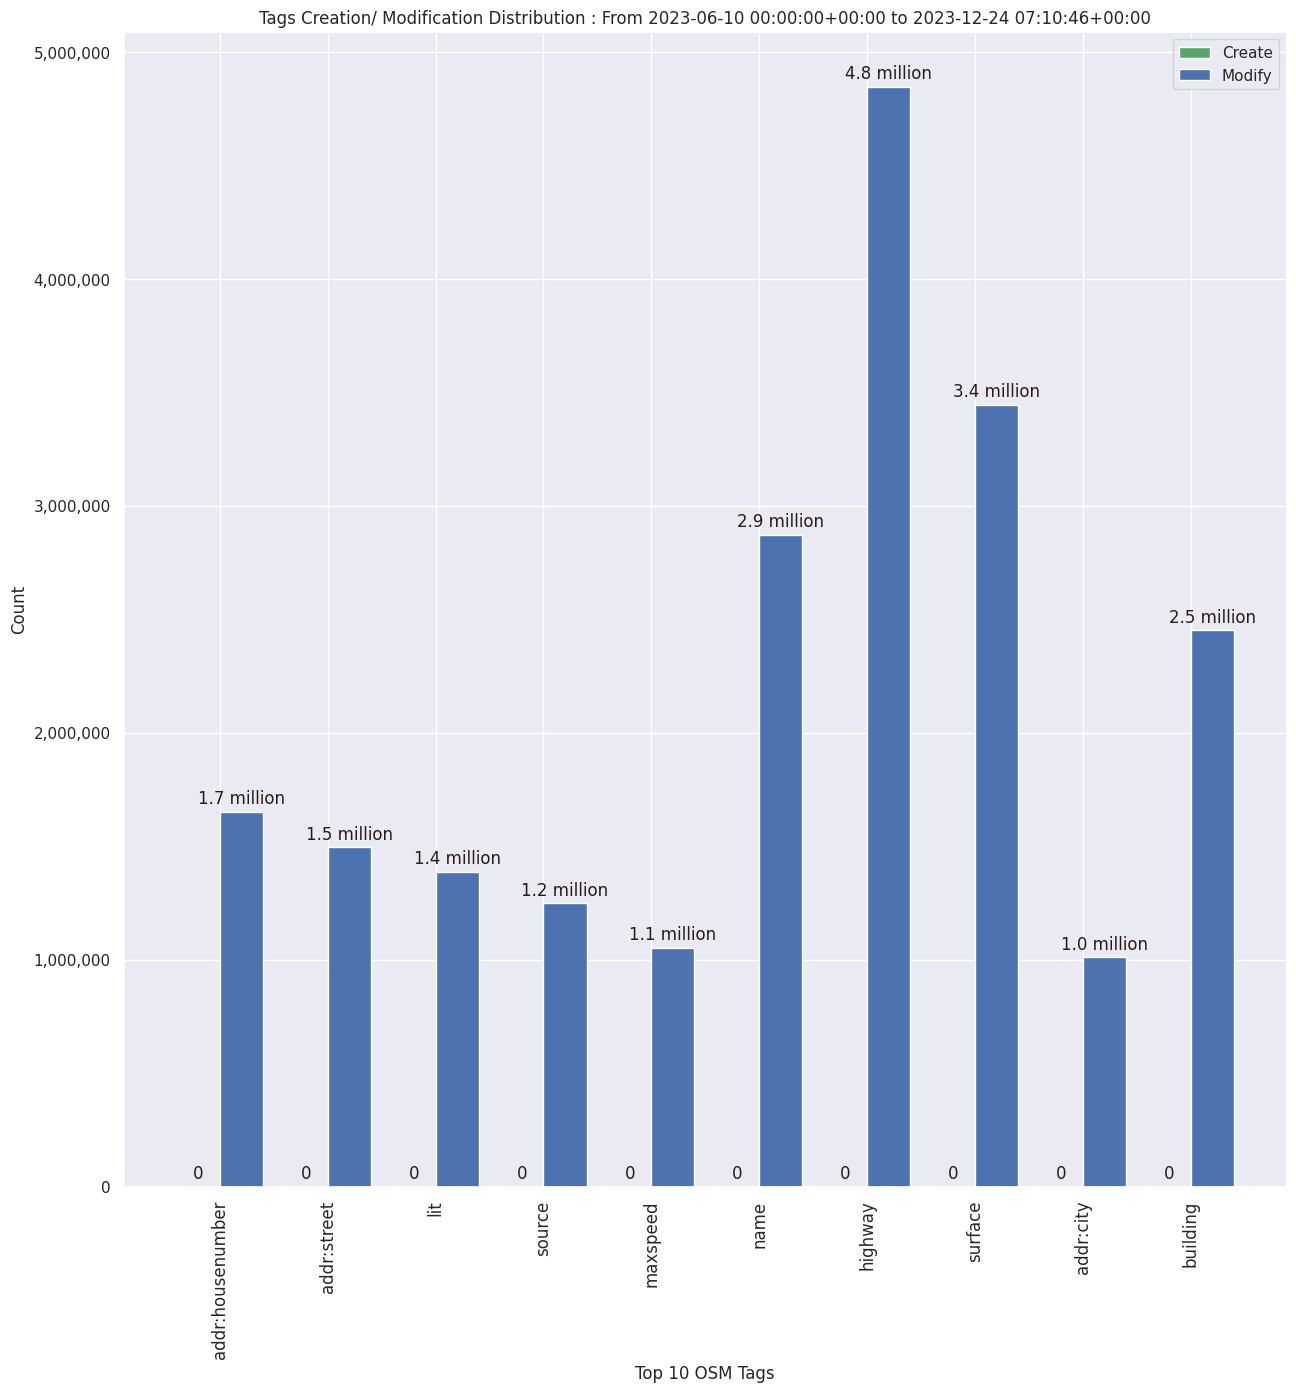 Tags Creation/ Modification Distribution : From 2023-06-10 00:00:00+00:00 to 2023-12-24 07:10:46+00:00
Create
Modify
5,000,000
4,000,000
3,000,000
2,000,000
1,000,000
0
Count
1.7 million
1.5 million
1.4 million
1.2 million
1.1 million
2.9 million
4.8 million
3.4 million
1.0 million
2.5 million
0
0
0
0
0
0
0
0
0
0
addr:housenumber
addr:street
lit
source
maxspeed
name
highway
surface
addr:city
building
Top 10 OSM Tags